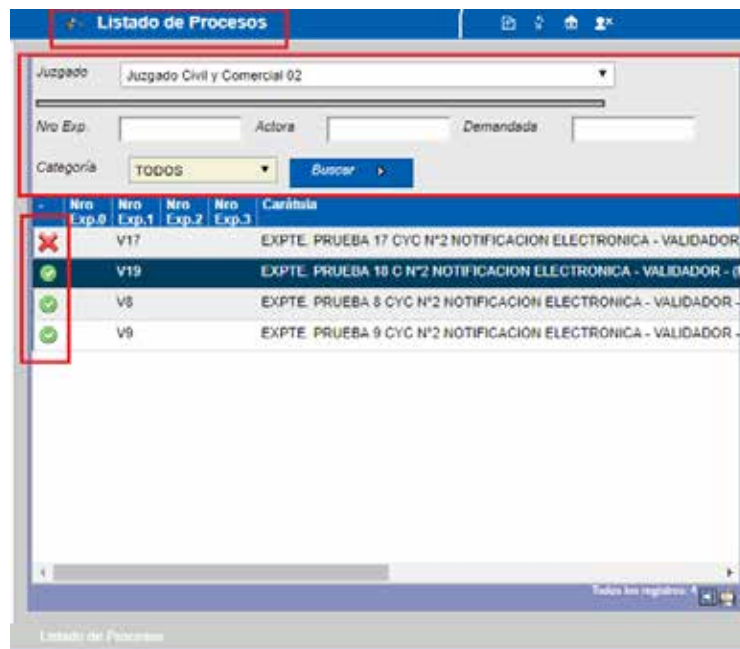 Listado de Procesos
Juzgado Juzgado Civil y Comercial 02
Nro Exp. Actora Demandada
Categoría TODOS Buscar
- Nro Exp.0 Nro Exp.1 Nro Exp.2 Nro Exp.3 Carátula
V17 EXPTE. PRUEBA 17 CYC N°2 NOTIFICACION ELECTRONICA - VALIDADOR
V19 EXPTE. PRUEBA 18 C N°2 NOTIFICACION ELECTRONICA - VALIDADOR - (
V8 EXPTE. PRUEBA 8 CYC N°2 NOTIFICACION ELECTRONICA - VALIDADOR -
V9 EXPTE. PRUEBA 9 CYC N°2 NOTIFICACION ELECTRONICA - VALIDADOR -
Todos los registros: 4
Listado de Procesos